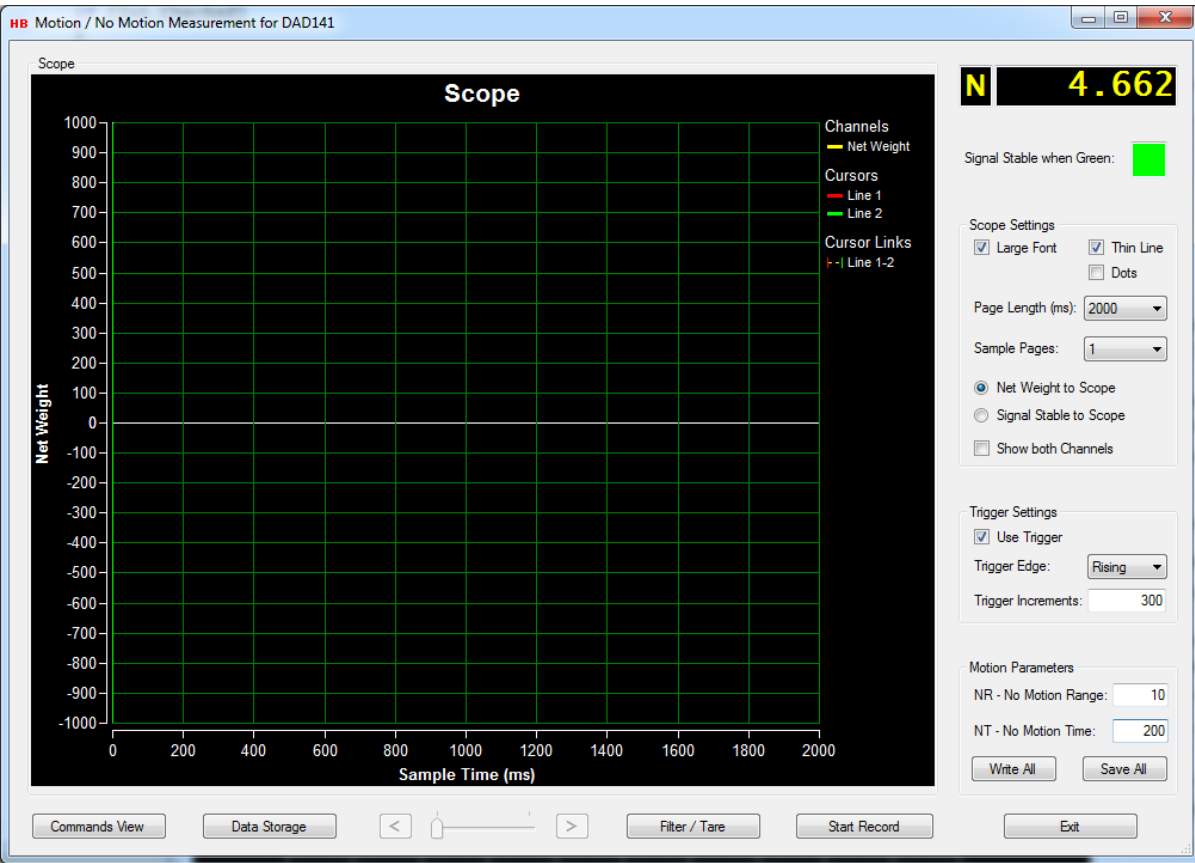 HB Motion / No Motion Measurement for DAD141
Scope
Scope
1000
900
800
700
600
500
400
300
200
100
0
-100
-200
-300
-400
-500
-600
-700
-800
-900
-1000
Net Weight
0 200 400 600 800 1000 1200 1400 1600 1800 2000
Sample Time (ms)
Channels
Net Weight
Cursors
Line 1
Line 2
Cursor Links
Line 1-2
N 4.662
Signal Stable when Green:
Scope Settings
Large Font Thin Line
Dots
Page Length (ms): 2000
Sample Pages: 1
Net Weight to Scope
Signal Stable to Scope
Show both Channels
Trigger Settings
Use Trigger
Trigger Edge: Rising
Trigger Increments: 300
Motion Parameters
NR - No Motion Range: 10
NT - No Motion Time: 200
Write All Save All
Commands View Data Storage < > Filter / Tare Start Record Exit